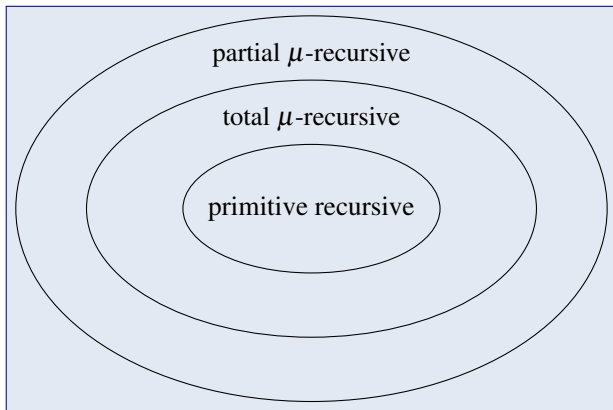 partial μ-recursive
total μ-recursive
primitive recursive